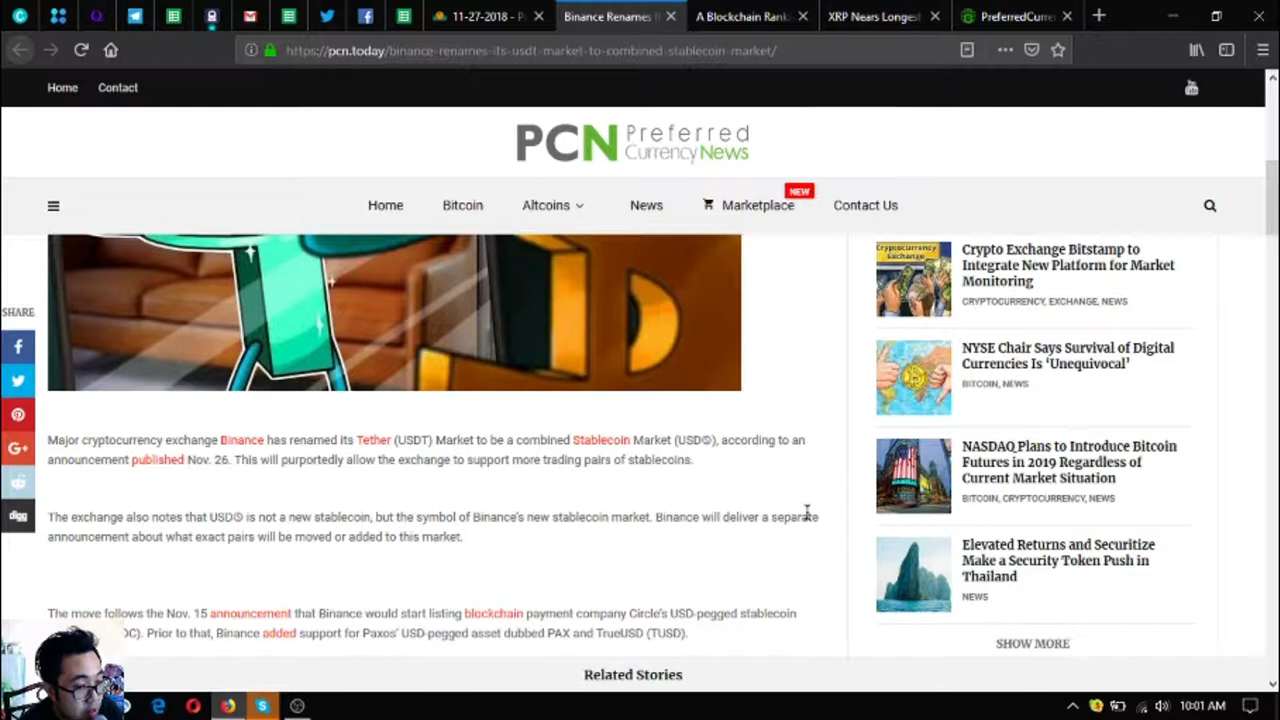 11-27-2018 - P
Binance Renames I
A Blockchain Rank
XRP Nears Longest
PreferredCurre
https://pcn.today/binance-renames-its-usdt-market-to-combined-stablecoin-market/
Home Contact
PCN Preferred
CurrencyNews
NEW
Home Bitcoin Altcoins News Marketplace Contact Us
Cryptocurrency
Exchange
Crypto Exchange Bitstamp to
Integrate New Platform for Market
Monitoring
CRYPTOCURRENCY, EXCHANGE, NEWS
SHARE
NYSE Chair Says Survival of Digital
Currencies Is ‘Unequivocal’
BITCOIN, NEWS
Major cryptocurrency exchange Binance has renamed its Tether (USDT) Market to be a combined Stablecoin Market (USDⓈ), according to an
announcement published Nov. 26. This will purportedly allow the exchange to support more trading pairs of stablecoins.
NASDAQ Plans to Introduce Bitcoin
Futures in 2019 Regardless of
Current Market Situation
BITCOIN, CRYPTOCURRENCY, NEWS
digg
The exchange also notes that USDⓈ is not a new stablecoin, but the symbol of Binance’s new stablecoin market. Binance will deliver a separate
announcement about what exact pairs will be moved or added to this market.
Elevated Returns and Securitize
Make a Security Token Push in
Thailand
NEWS
The move follows the Nov. 15 announcement that Binance would start listing blockchain payment company Circle’s USD-pegged stablecoin
DC). Prior to that, Binance added support for Paxos’ USD-pegged asset dubbed PAX and TrueUSD (TUSD).
SHOW MORE
Related Stories
10:01 AM